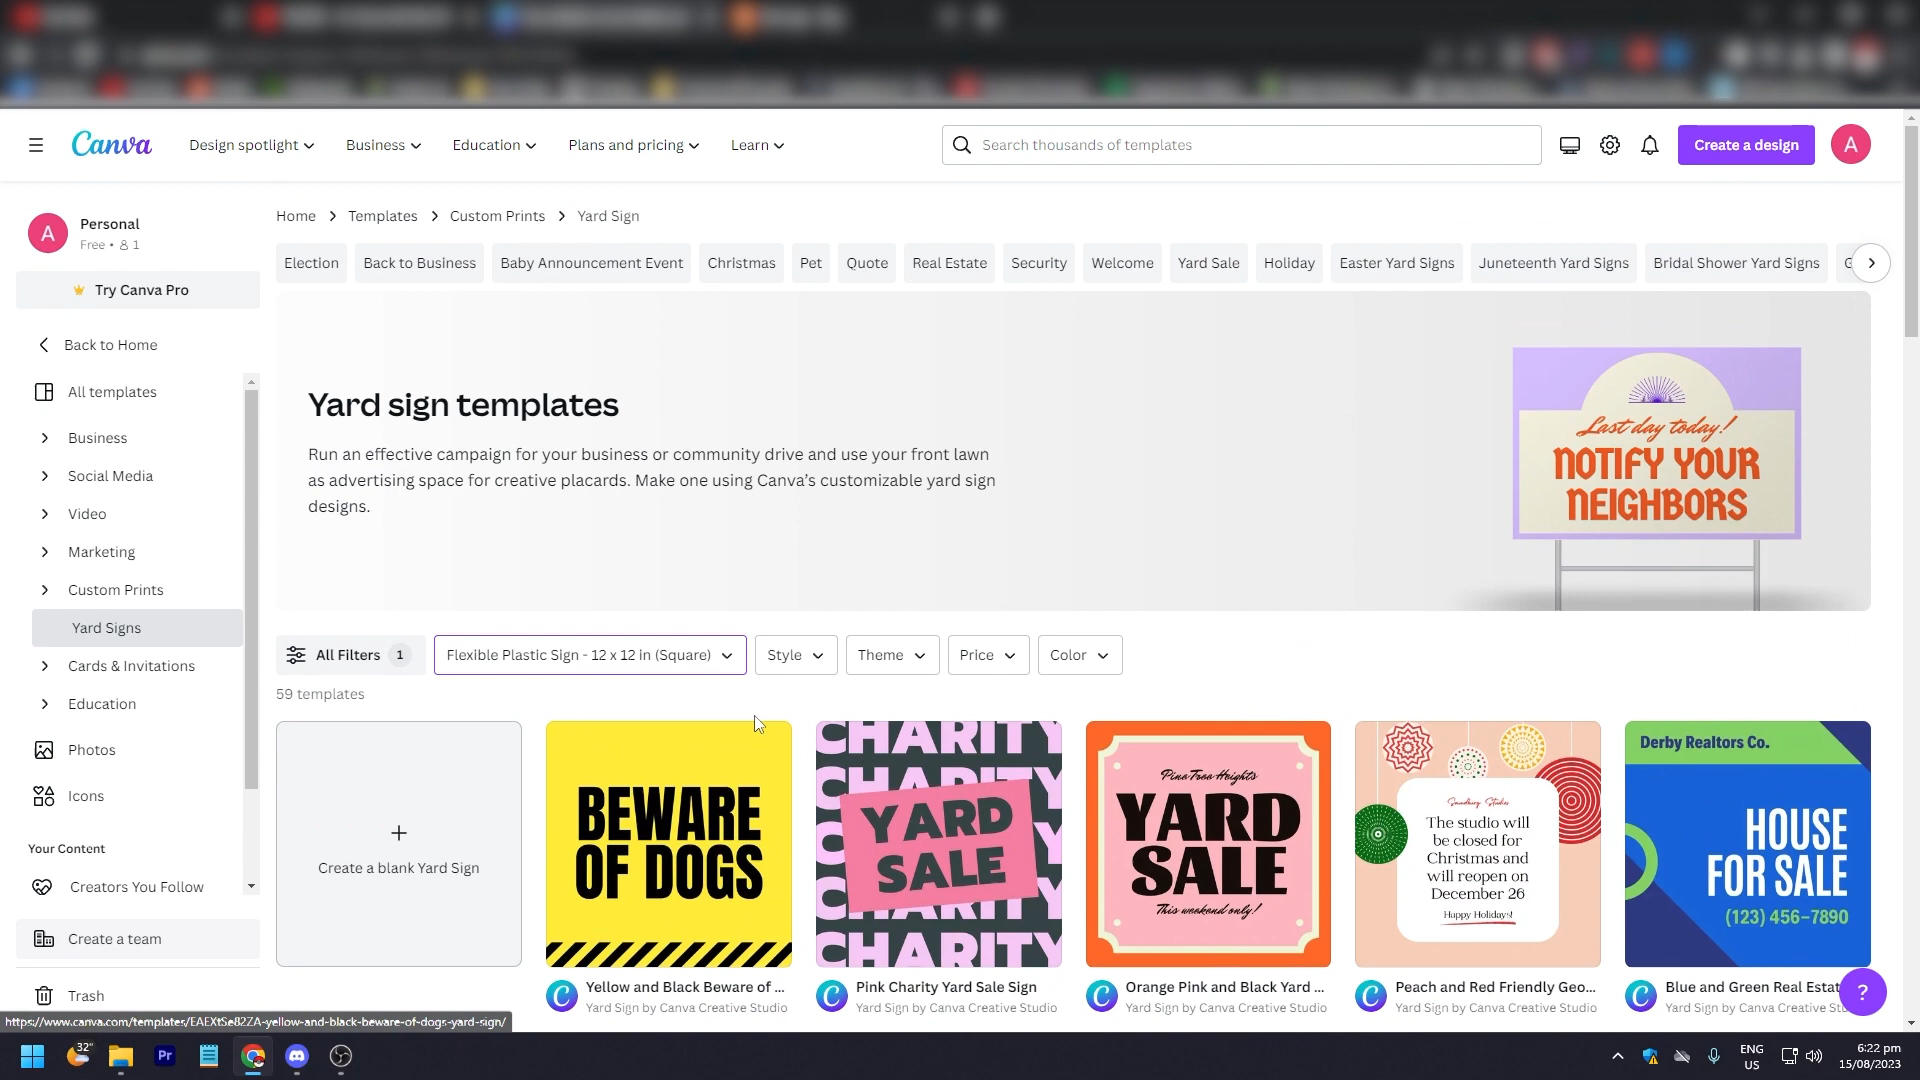 Canva
Design spotlight
Business
Education
Plans and pricing
Learn
Search thousands of templates
Create a design
A
A
Personal
Free • 1
Try Canva Pro
Back to Home
All templates
Business
Social Media
Video
Marketing
Custom Prints
Yard Signs
Cards & Invitations
Education
Photos
Icons
Your Content
Creators You Follow
Create a team
Trash
Home > Templates > Custom Prints > Yard Sign
Election
Back to Business
Baby Announcement Event
Christmas
Pet
Quote
Real Estate
Security
Welcome
Yard Sale
Holiday
Easter Yard Signs
Juneteenth Yard Signs
Bridal Shower Yard Signs
Yard sign templates
Run an effective campaign for your business or community drive and use your front lawn
as advertising space for creative placards. Make one using Canva’s customizable yard sign
designs.
Last day today!
NOTIFY YOUR
NEIGHBORS
All Filters 1
Flexible Plastic Sign - 12 x 12 in (Square)
Style
Theme
Price
Color
59 templates
+
Create a blank Yard Sign
BEWARE
OF DOGS
Yellow and Black Beware of ...
Yard Sign by Canva Creative Studio
CHARITY
CHARITY
YARD
SALE
CHARITY
CHARITY
Pink Charity Yard Sale Sign
Yard Sign by Canva Creative Studio
Pine Tree Heights
YARD
SALE
This weekend only!
Orange Pink and Black Yard ...
Yard Sign by Canva Creative Studio
The studio will
be closed for
Christmas and
will reopen on
December 26
Happy Holidays!
Peach and Red Friendly Geo...
Yard Sign by Canva Creative Studio
Derby Realtors Co.
HOUSE
FOR SALE
(123) 456-7890
Blue and Green Real Estat
Yard Sign by Canva Creative Stu
?
https://www.canva.com/templates/EAEXtSe82ZA-yellow-and-black-beware-of-dogs-yard-sign/
32°
Pr
ENG
US
6:22 pm
15/08/2023